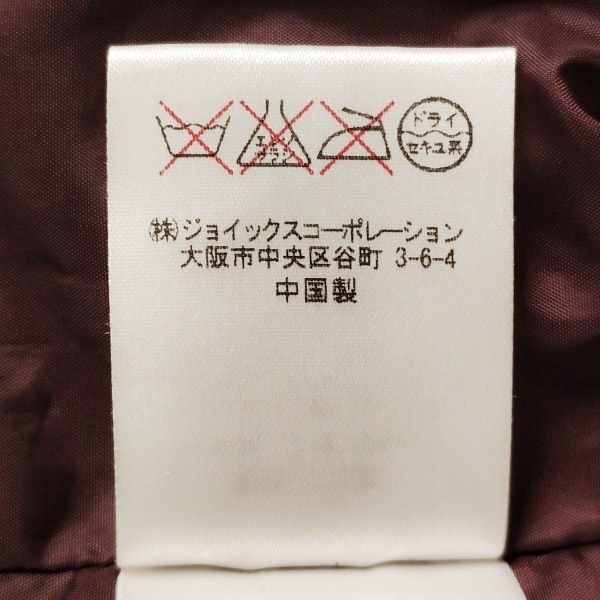 エンソ
サラシ
ドライ
セキユ系
㈱ジョイックスコーポレーション
大阪市中央区谷町 3-6-4
中国製